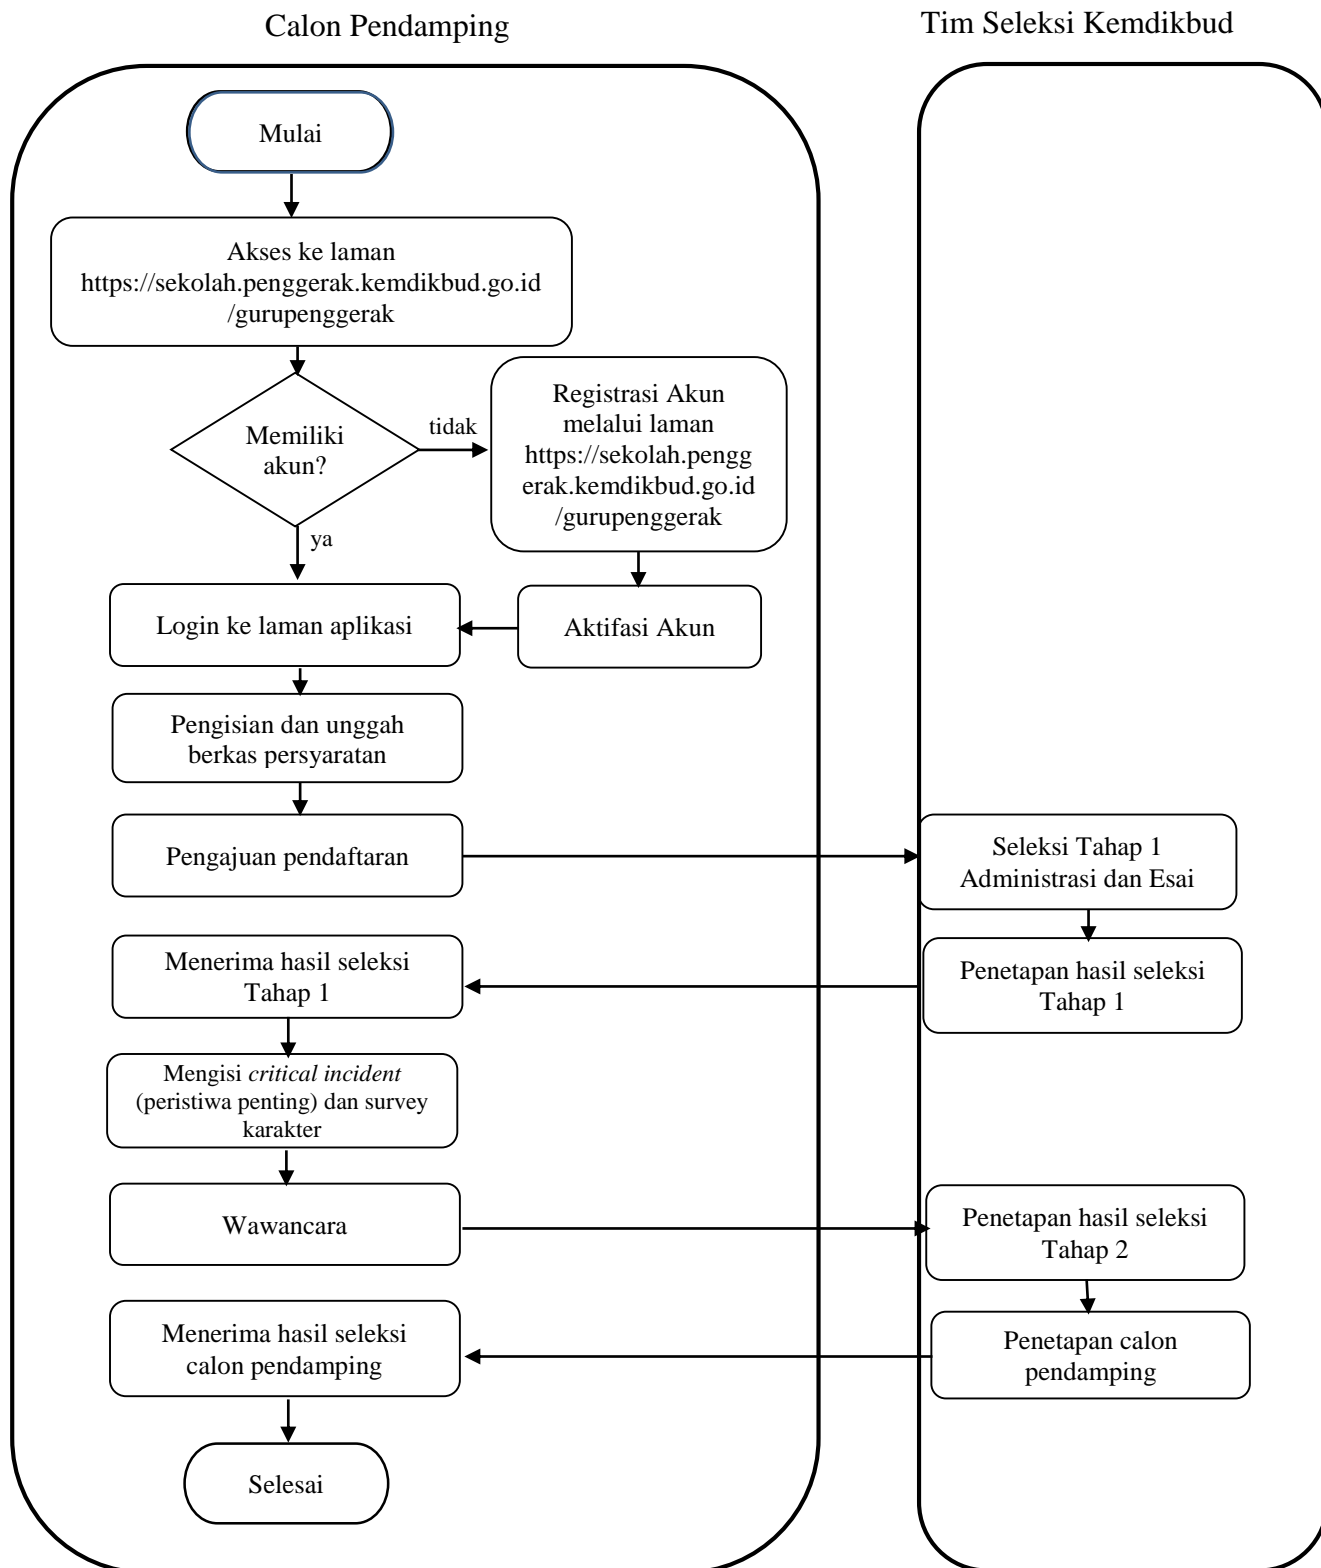 Calon Pendamping
Tim Seleksi Kemdikbud
Mulai
Akses ke laman
https://sekolah.penggerak.kemdikbud.go.id
/gurupenggerak
Memiliki
akun?
tidak
Registrasi Akun
melalui laman
https://sekolah.pengg
erak.kemdikbud.go.id
/gurupenggerak
ya
Login ke laman aplikasi
Aktifasi Akun
Pengisian dan unggah
berkas persyaratan
Pengajuan pendaftaran
Seleksi Tahap 1
Administrasi dan Esai
Menerima hasil seleksi
Tahap 1
Penetapan hasil seleksi
Tahap 1
Mengisi critical incident
(peristiwa penting) dan survey
karakter
Wawancara
Penetapan hasil seleksi
Tahap 2
Menerima hasil seleksi
calon pendamping
Penetapan calon
pendamping
Selesai